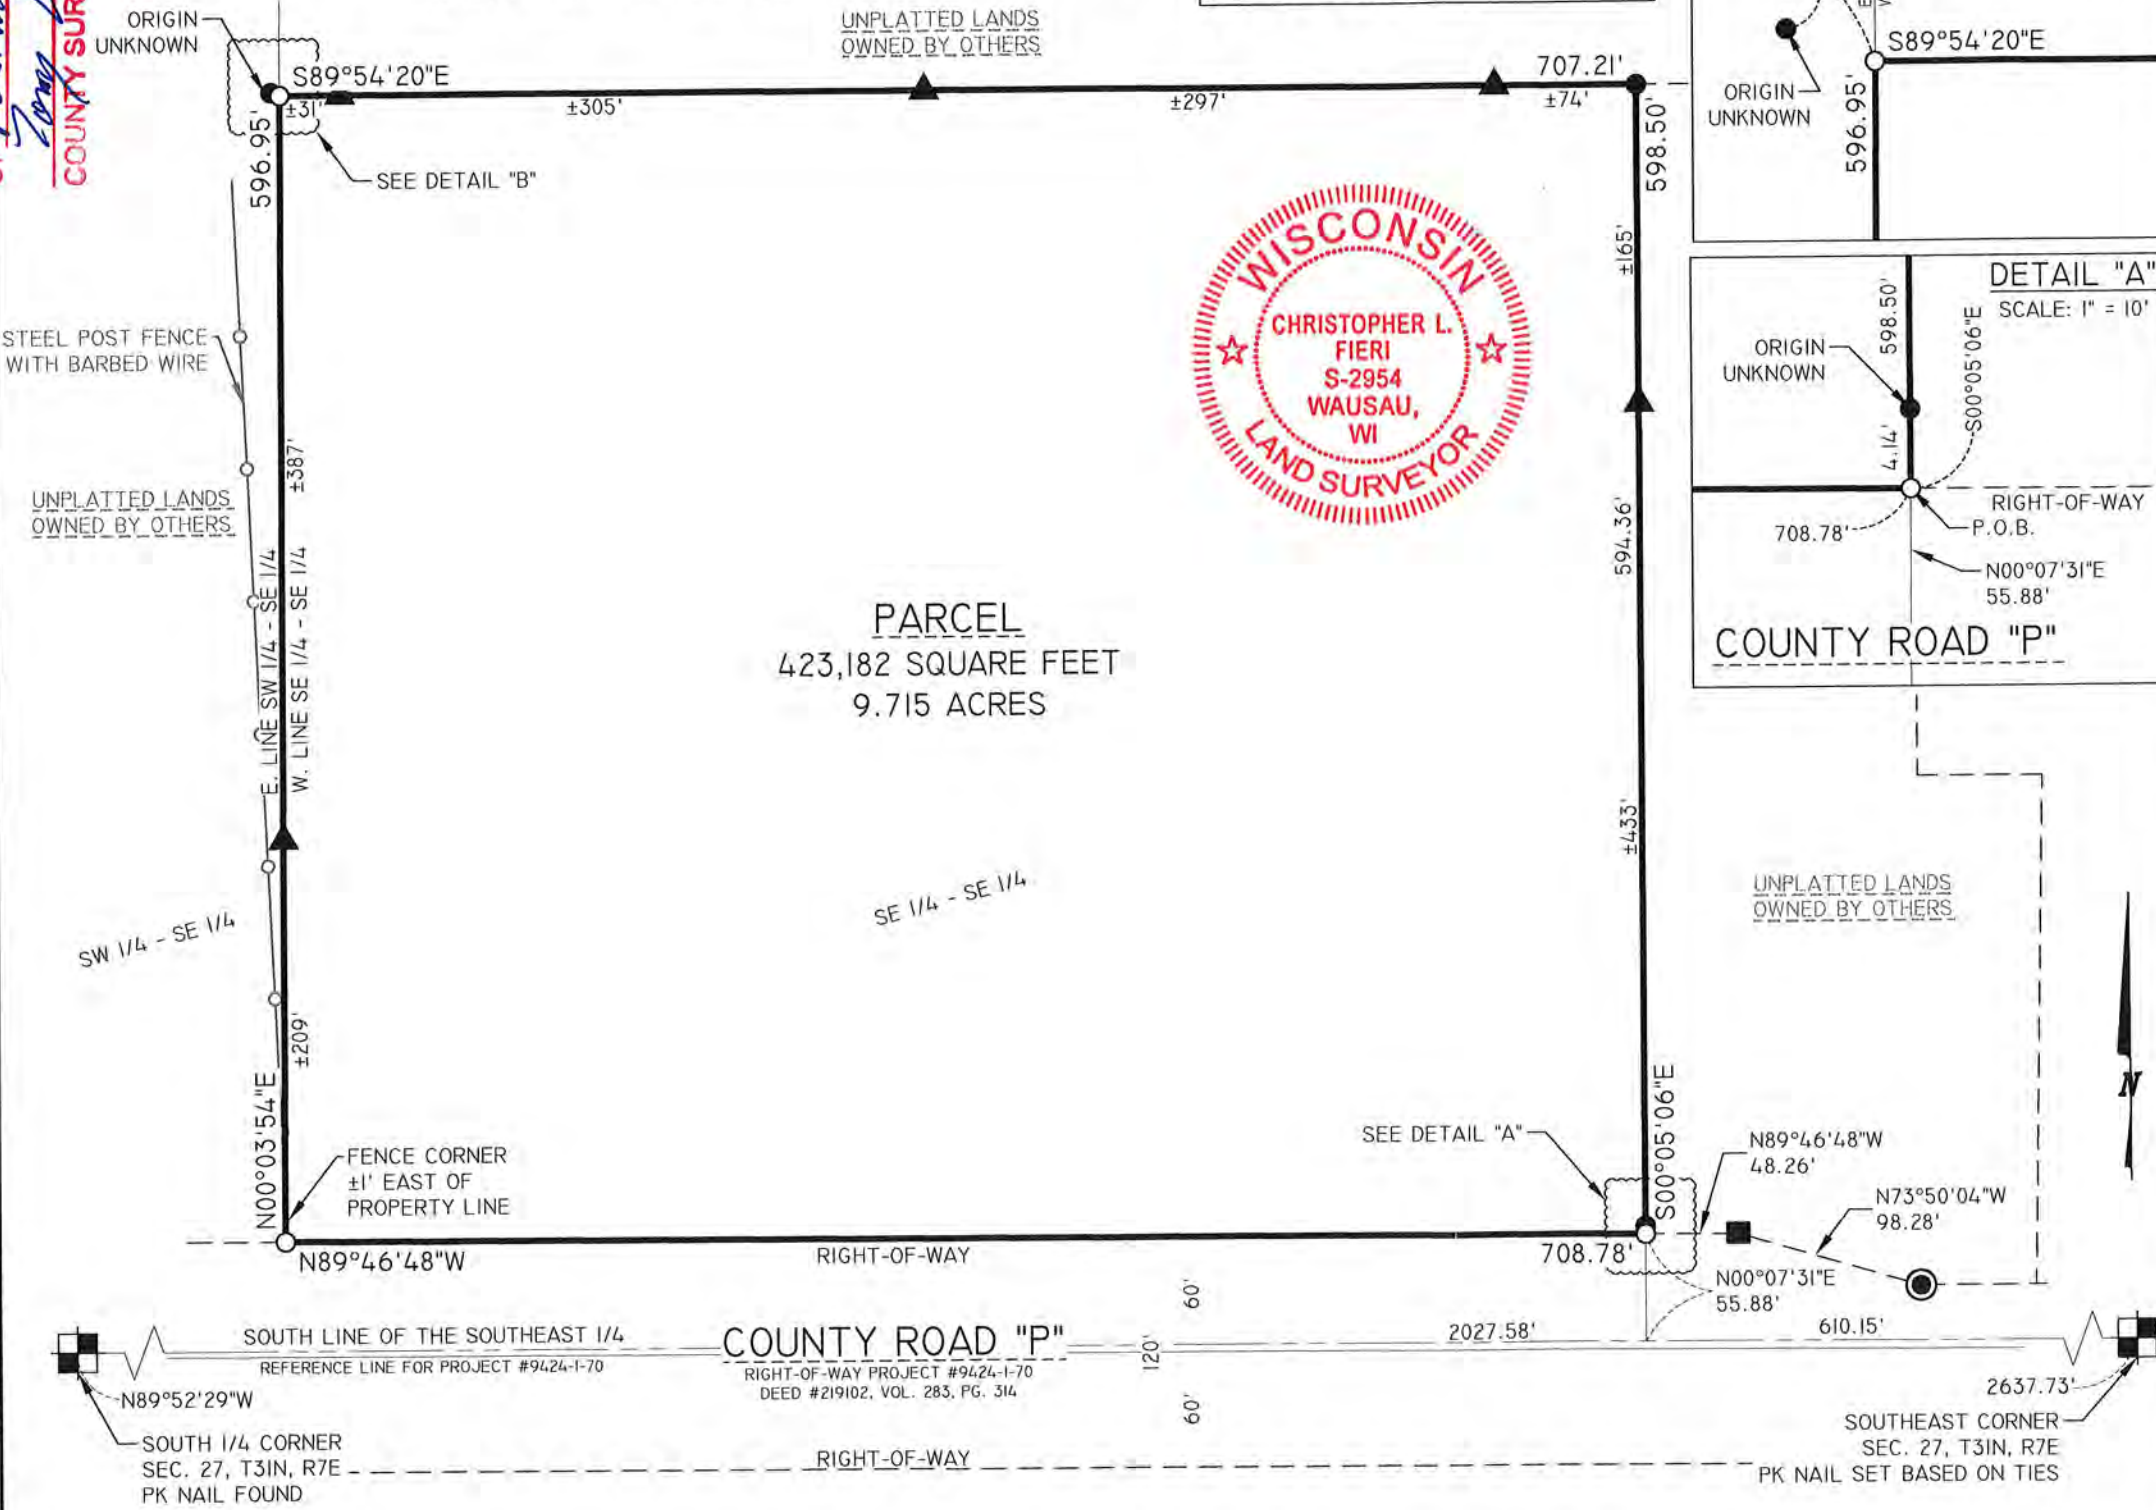 COUNTY SUR
ORIGIN
UNKNOWN
UNPLATTED LANDS
OWNED BY OTHERS
S89°54'20"E
707.21'
±31'
±305'
±297'
±74'
596.95'
598.50'
SEE DETAIL "B"
S89°54'20"E
ORIGIN
UNKNOWN
596.95'
±165'
WISCONSIN
CHRISTOPHER L.
FIERI
S-2954
WAUSAU,
WI
LAND SURVEYOR
DETAIL "A"
SCALE: 1" = 10'
598.50'
S00°05'06"E
ORIGIN
UNKNOWN
4.14'
RIGHT-OF-WAY
P.O.B.
708.78'
N00°07'31"E
55.88'
COUNTY ROAD "P"
STEEL POST FENCE
WITH BARBED WIRE
±387'
UNPLATTED LANDS
OWNED BY OTHERS
E. LINE SW 1/4 - SE 1/4
W. LINE SE 1/4 - SE 1/4
594.36'
PARCEL
423,182 SQUARE FEET
9.715 ACRES
±433'
SW 1/4 - SE 1/4
SE 1/4 - SE 1/4
UNPLATTED LANDS
OWNED BY OTHERS
±209'
N00°03'54"E
S00°05'06"E
N
FENCE CORNER
±1' EAST OF
PROPERTY LINE
SEE DETAIL "A"
N89°46'48"W
48.26'
N73°50'04"W
98.28'
N89°46'48"W
RIGHT-OF-WAY
708.78'
N00°07'31"E
55.88'
60'
SOUTH LINE OF THE SOUTHEAST 1/4
REFERENCE LINE FOR PROJECT #9424-1-70
COUNTY ROAD "P"
RIGHT-OF-WAY PROJECT #9424-1-70
DEED #219102, VOL. 283, PG. 314
120'
2027.58'
610.15'
60'
N89°52'29"W
2637.73'
SOUTH 1/4 CORNER
SEC. 27, T31N, R7E
PK NAIL FOUND
RIGHT-OF-WAY
SOUTHEAST CORNER
SEC. 27, T31N, R7E
PK NAIL SET BASED ON TIES